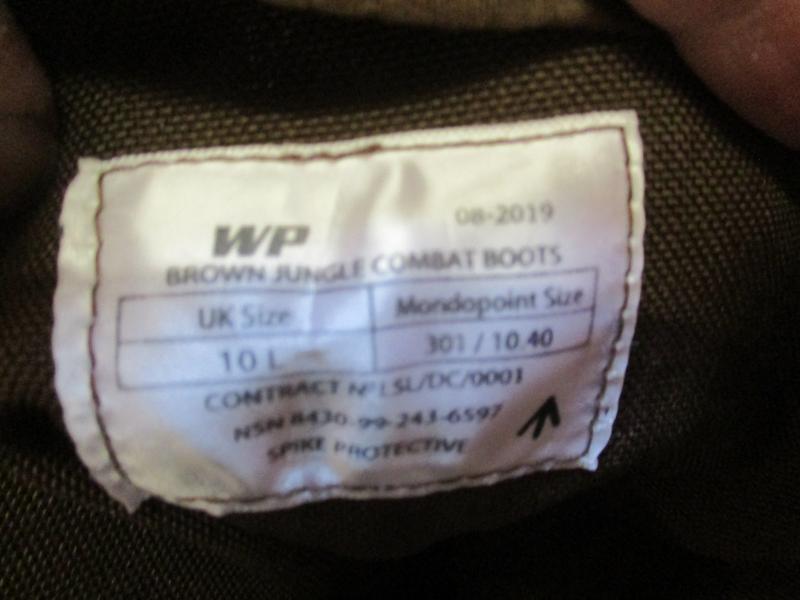 08-2019
WP
BROWN JUNGLE COMBAT BOOTS
UK Size Mondopoint Size
10 L 301 / 10.40
CONTRACT Nº LSL/DC/0001
NSN 8430-99-243-6597
SPIKE PROTECTIVE